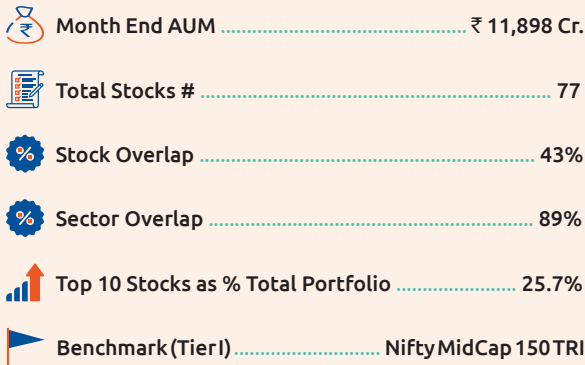 Month End AUM ................................................ ₹ 11,898 Cr.
Total Stocks # ...................................................................... 77
Stock Overlap .................................................................. 43%
Sector Overlap ................................................................ 89%
Top 10 Stocks as % Total Portfolio ....................... 25.7%
Benchmark (Tier I) ............................ Nifty MidCap 150 TRI